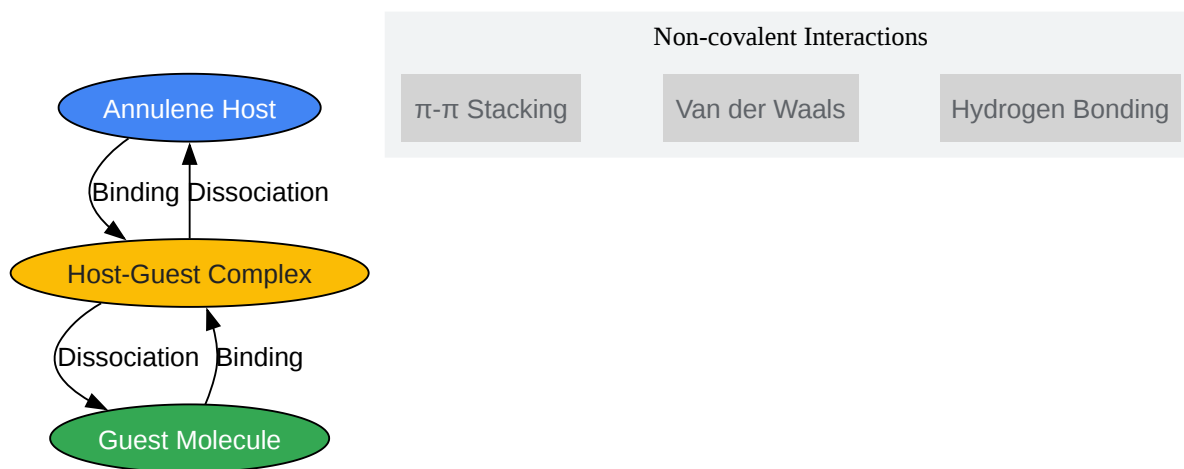 Non-covalent Interactions
Annulene Host
π-π Stacking
Van der Waals
Hydrogen Bonding
Binding
Dissociation
Host-Guest Complex
Dissociation
Binding
Guest Molecule